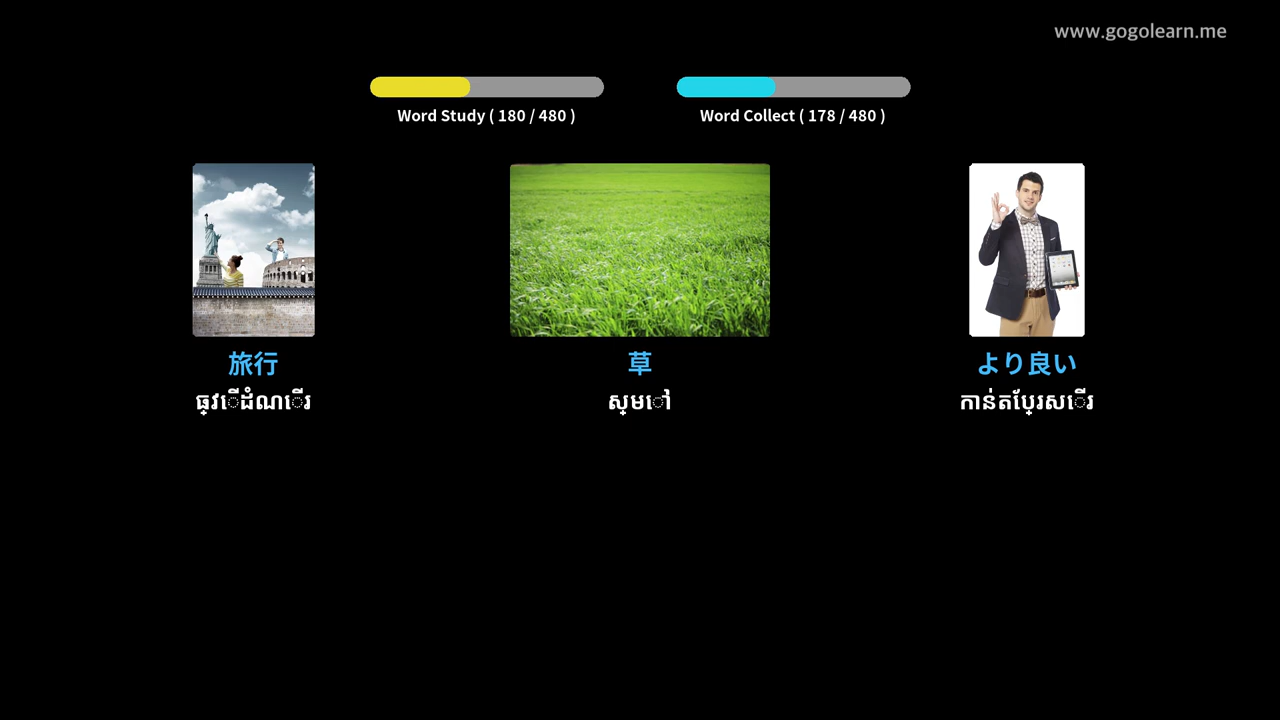 www.gogolearn.me
Word Study ( 180 / 480 )
Word Collect ( 178 / 480 )
旅行
草
より良い
ធ្វើដំណើរ
ស្មៅ
កាន់តប្រែសើរ